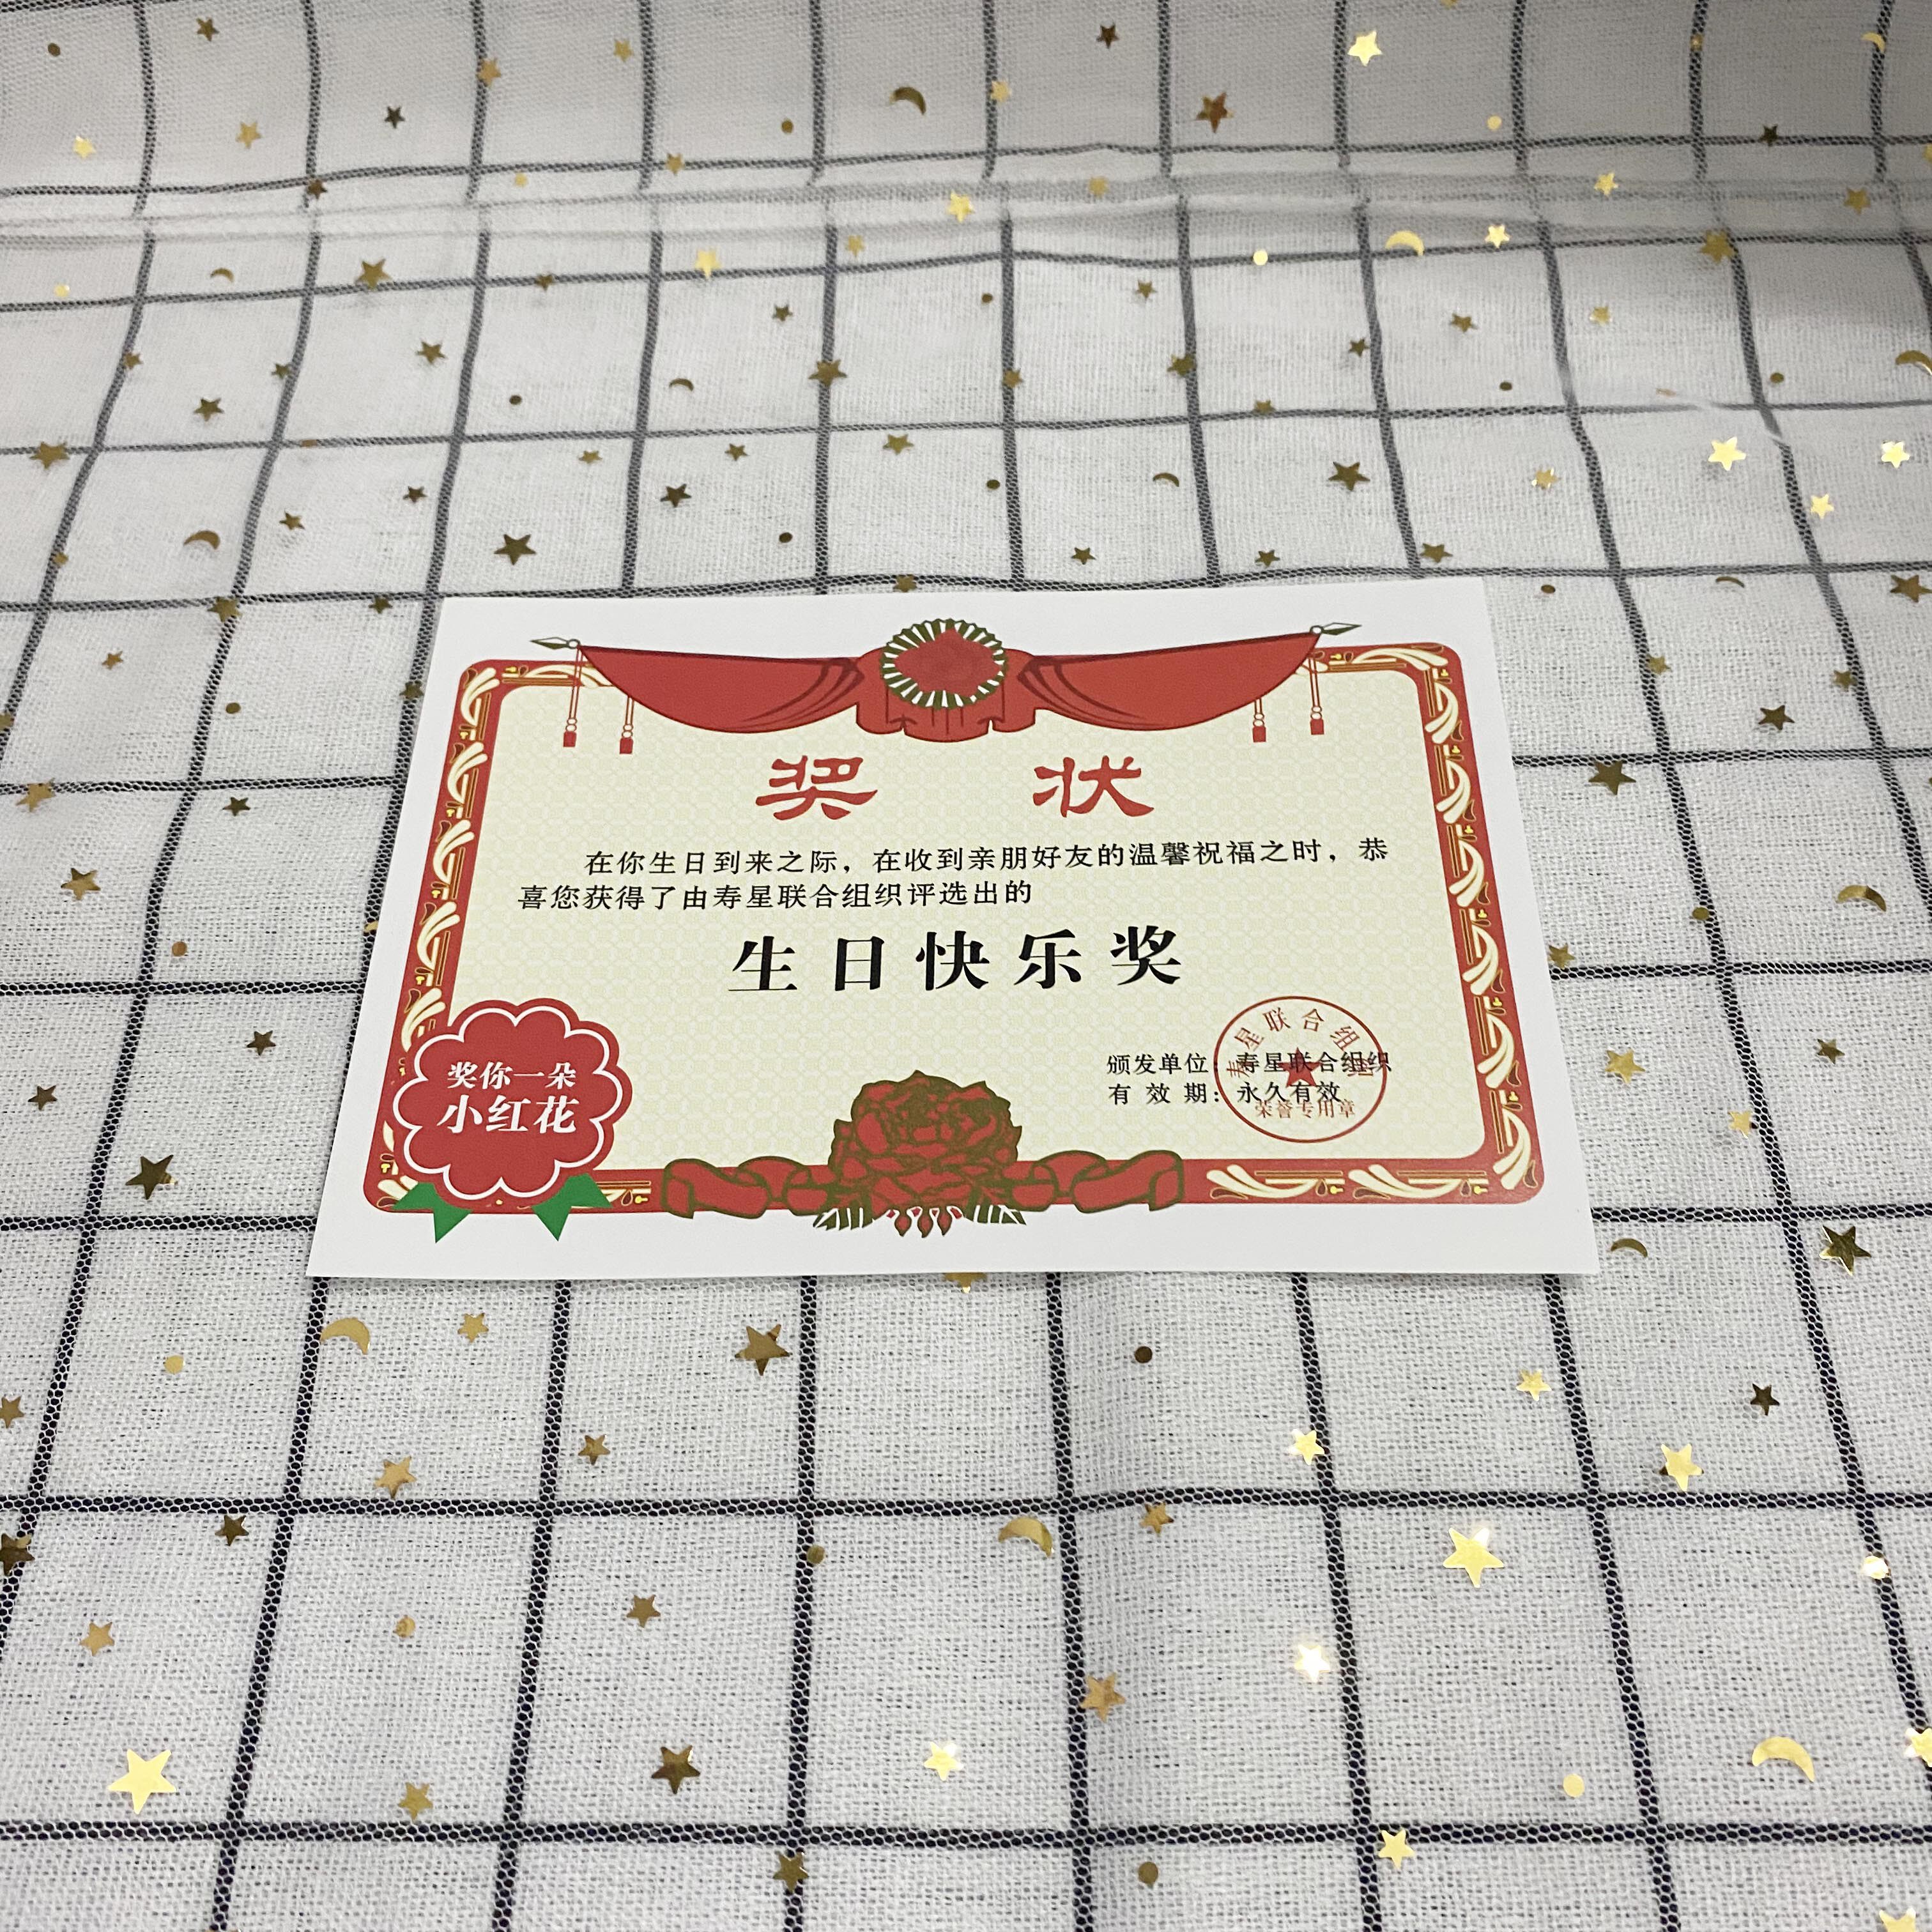 奖 状
在你生日到来之际，在收到亲朋好友的温馨祝福之时，恭
喜您获得了由寿星联合组织评选出的
生日快乐奖
奖你一朵
小红花
颁发单位：寿星联合组织
有 效 期：永久有效
寿星联合组织
荣誉专用章